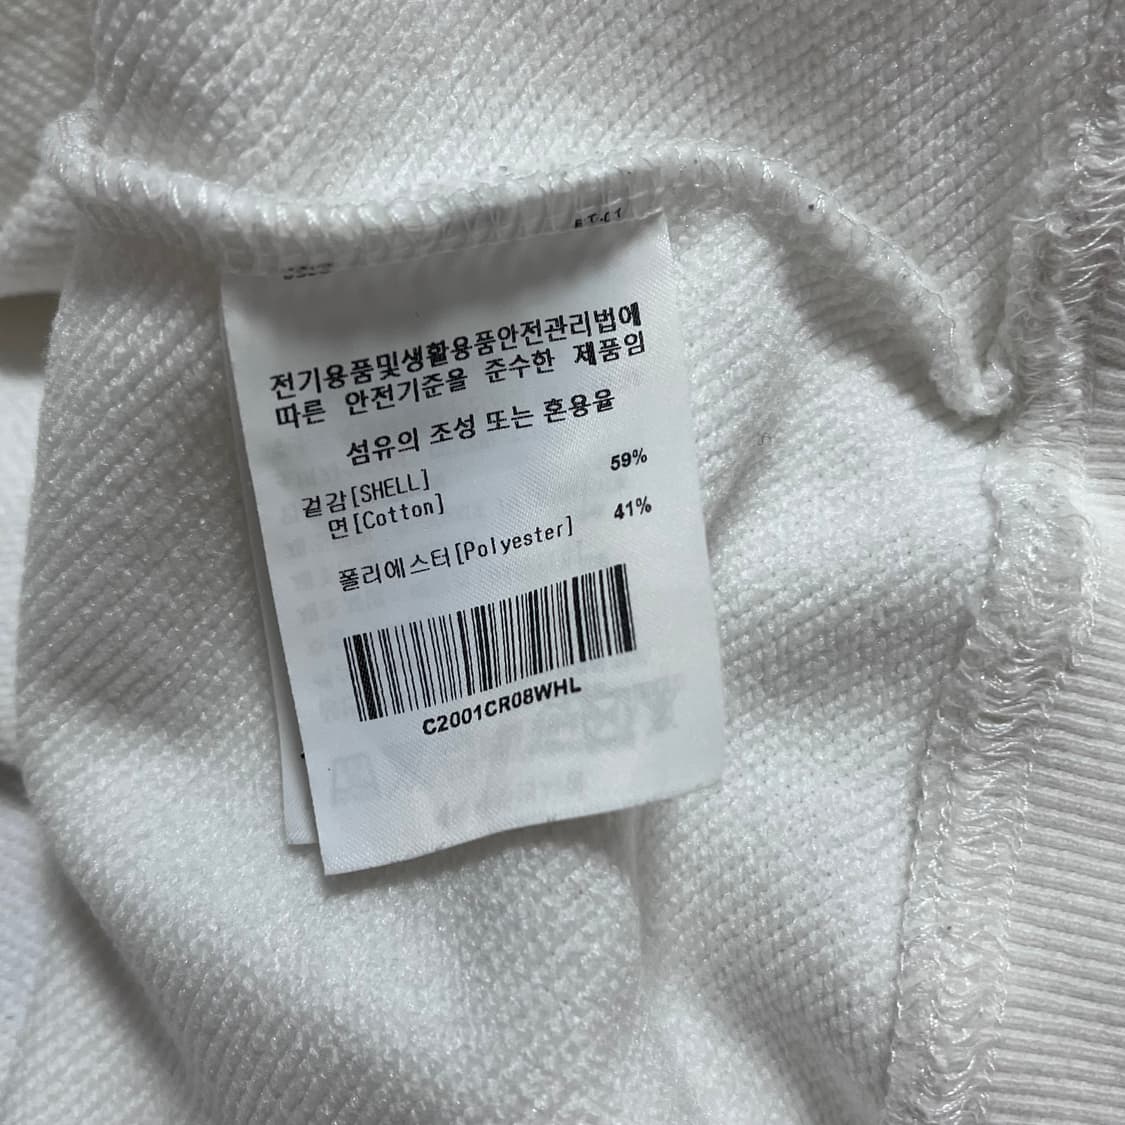 전기용품및생활용품안전관리법에
따른 안전기준을 준수한 제품임
섬유의 조성 또는 혼용율
겉감[SHELL]
면[Cotton] 59%
폴리에스터[Polyester] 41%
C2001CR08WHL